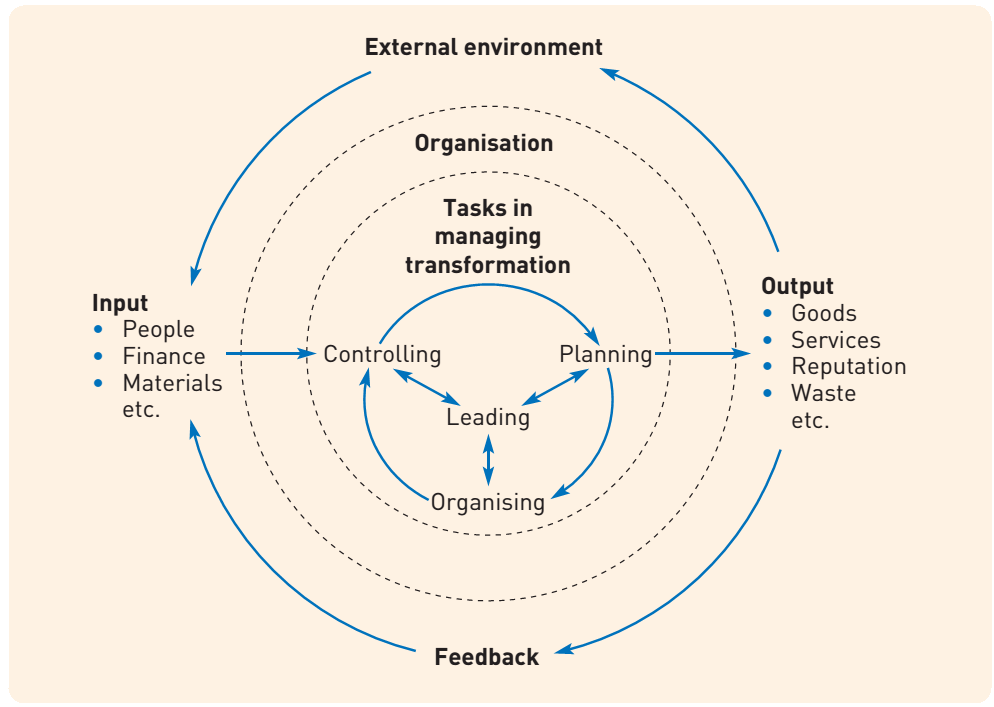 External environment
Organisation
Tasks in
managing
transformation
Input
• People
• Finance
• Materials
etc.
Controlling
Planning
Leading
Organising
Output
• Goods
• Services
• Reputation
• Waste
etc.
Feedback